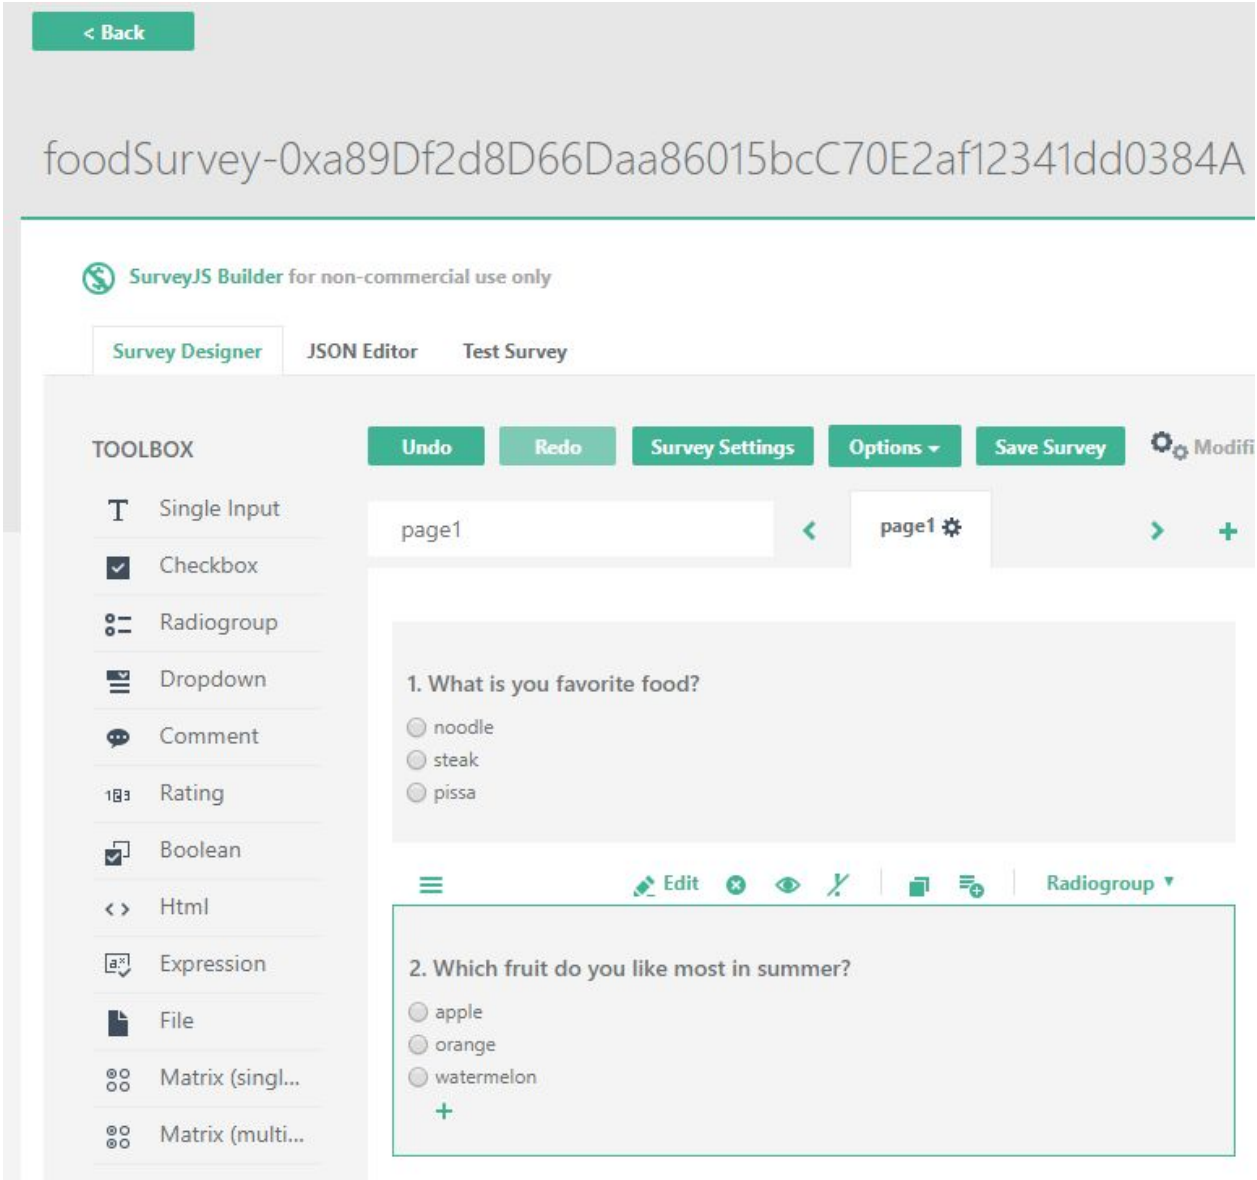 < Back
foodSurvey-0xa89Df2d8D66Daa86015bcC70E2af12341dd0384A
SurveyJS Builder for non-commercial use only
Survey Designer JSON Editor Test Survey
TOOLBOX
Undo Redo Survey Settings Options Save Survey Modifi
Single Input
page1 page1
Checkbox
Radiogroup
Dropdown
Comment
Rating
Boolean
Html
Expression
File
Matrix (singl...
Matrix (multi...
1. What is you favorite food?
noodle
steak
pissa
Edit Radiogroup
2. Which fruit do you like most in summer?
apple
orange
watermelon